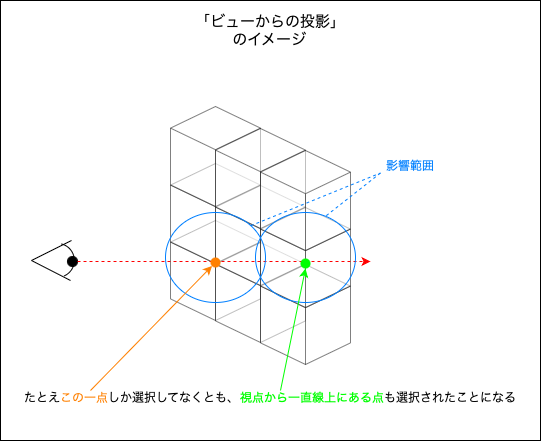 「ビューからの投影」
のイメージ
影響範囲
たとえこの一点しか選択してなくとも、視点から一直線上にある点も選択されたことになる